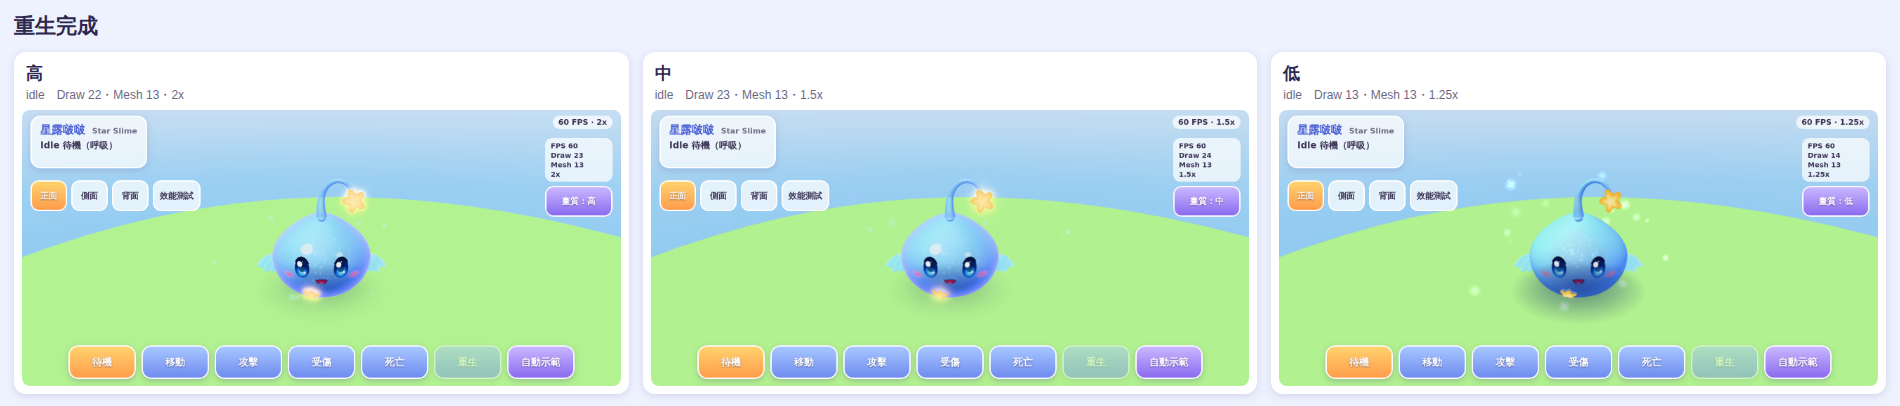 重生完成
高
idle Draw 22・Mesh 13・2x
星露啵啵 Star Slime
Idle 待機（呼吸）
60 FPS · 2x
FPS 60
Draw 23
Mesh 13
2x
正面 側面 背面 效能測試
畫質：高
待機 移動 攻擊 受傷 死亡 重生 自動示範
中
idle Draw 23・Mesh 13・1.5x
星露啵啵 Star Slime
Idle 待機（呼吸）
60 FPS · 1.5x
FPS 60
Draw 24
Mesh 13
1.5x
正面 側面 背面 效能測試
畫質：中
待機 移動 攻擊 受傷 死亡 重生 自動示範
低
idle Draw 13・Mesh 13・1.25x
星露啵啵 Star Slime
Idle 待機（呼吸）
60 FPS · 1.25x
FPS 60
Draw 14
Mesh 13
1.25x
正面 側面 背面 效能測試
畫質：低
待機 移動 攻擊 受傷 死亡 重生 自動示範